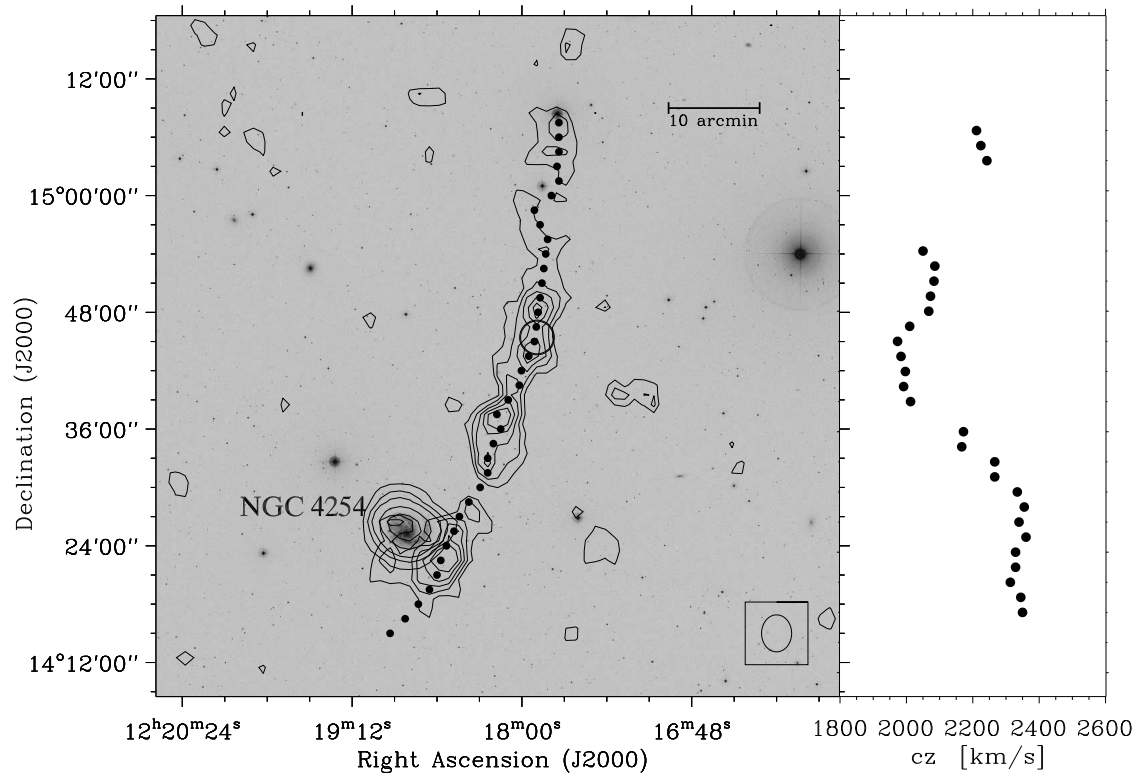 12'00''
10 arcmin
15°00'00''
48'00''
36'00''
NGC 4254
24'00''
14°12'00''
Declination (J2000)
12ʰ20ᵐ24ˢ 19ᵐ12ˢ 18ᵐ00ˢ 16ᵐ48ˢ
1800 2000 2200 2400 2600
Right Ascension (J2000)
cz [km/s]